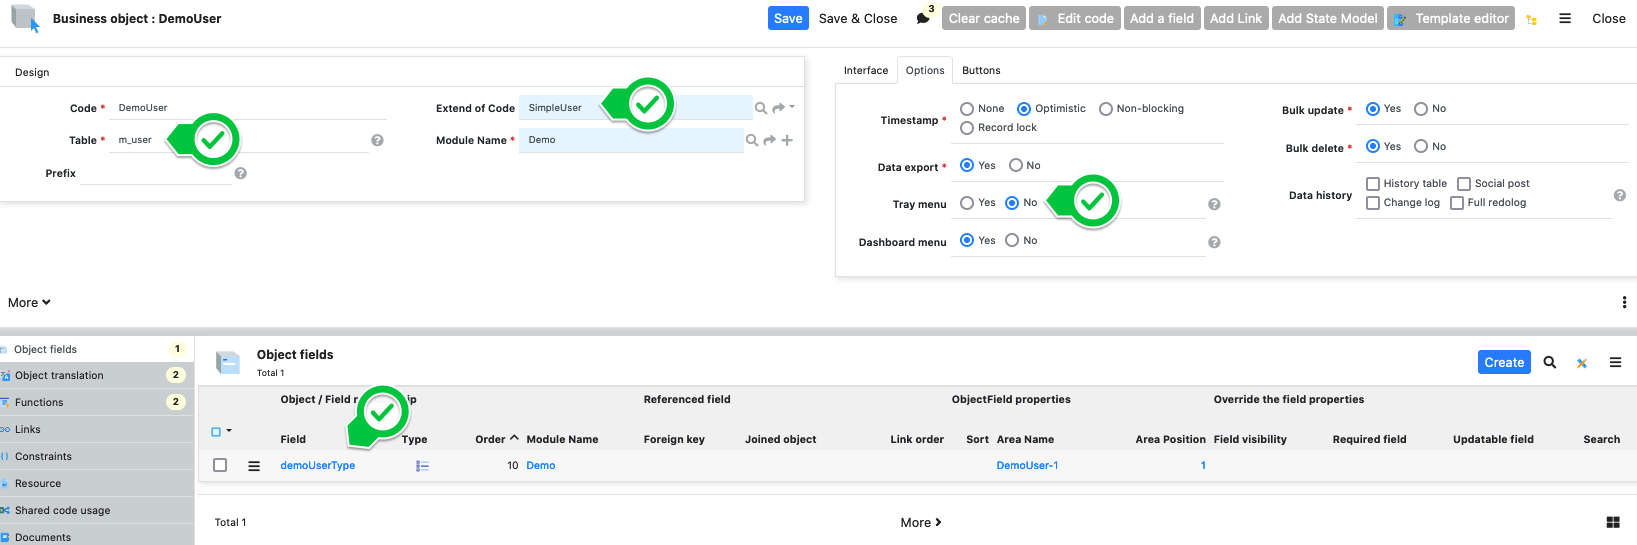 Business object : DemoUser
Save Save & Close 3 Clear cache Edit code Add a field Add Link Add State Model Template editor Close
Design
Code * DemoUser
Extend of Code SimpleUser
Table * m_user
Module Name * Demo
Prefix
Interface Options Buttons
Timestamp * None Optimistic Non-blocking
Record lock
Data export * Yes No
Tray menu Yes No
Dashboard menu Yes No
Bulk update * Yes No
Bulk delete * Yes No
Data history History table Social post
Change log Full redolog
More
Object fields 1
Object translation 2
Functions 2
Links
Constraints
Resource
Shared code usage
Documents
Object fields
Total 1
Create
Object / Field ip Referenced field ObjectField properties Override the field properties
Field Type Order Module Name Foreign key Joined object Link order Sort Area Name Area Position Field visibility Required field Updatable field Search
demoUserType 10 Demo DemoUser-1 1
Total 1 More